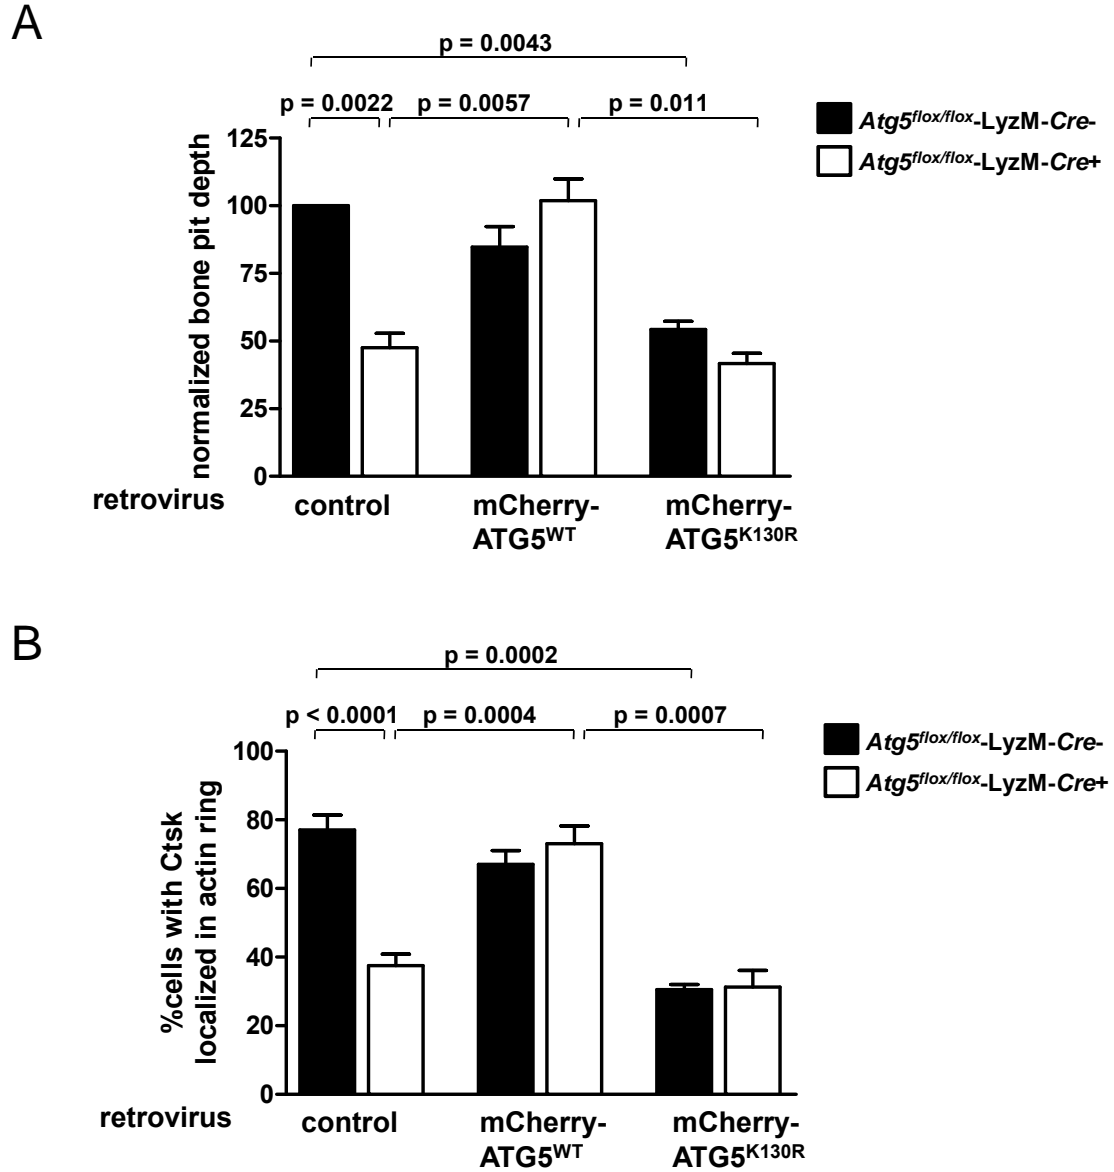 A
p = 0.0043
p = 0.0022 p = 0.0057 p = 0.011
Atg5flox/flox-LyzM-Cre-
Atg5flox/flox-LyzM-Cre+
normalized bone pit depth
125
100
75
50
25
0
retrovirus
control
mCherry-
ATG5WT
mCherry-
ATG5K130R
B
p = 0.0002
p < 0.0001 p = 0.0004 p = 0.0007
Atg5flox/flox-LyzM-Cre-
Atg5flox/flox-LyzM-Cre+
%cells with Ctsk
localized in actin ring
100
80
60
40
20
0
retrovirus
control
mCherry-
ATG5WT
mCherry-
ATG5K130R